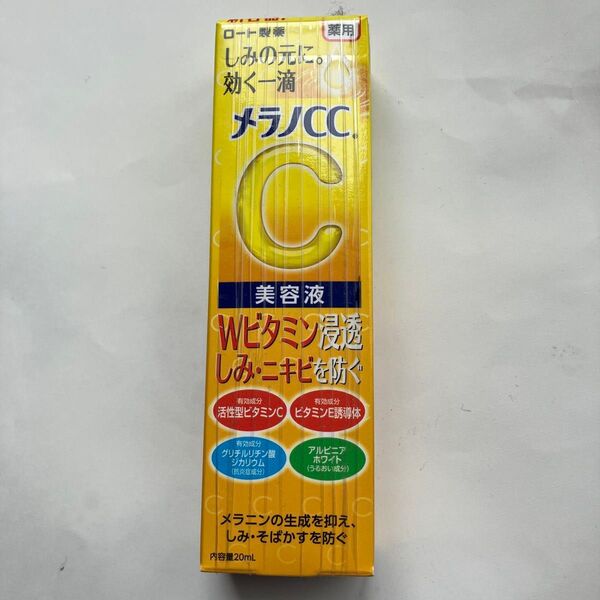 ロート製薬
薬用
しみの元に。
効く一滴
メラノCC®
C
美容液
Wビタミン浸透
しみ・ニキビを防ぐ
有効成分
活性型ビタミンC
有効成分
ビタミンE誘導体
有効成分
グリチルリチン酸
ジカリウム
(抗炎症成分)
アルピニア
ホワイト
(うるおい成分)
メラニンの生成を抑え、
しみ・そばかすを防ぐ
内容量20mL